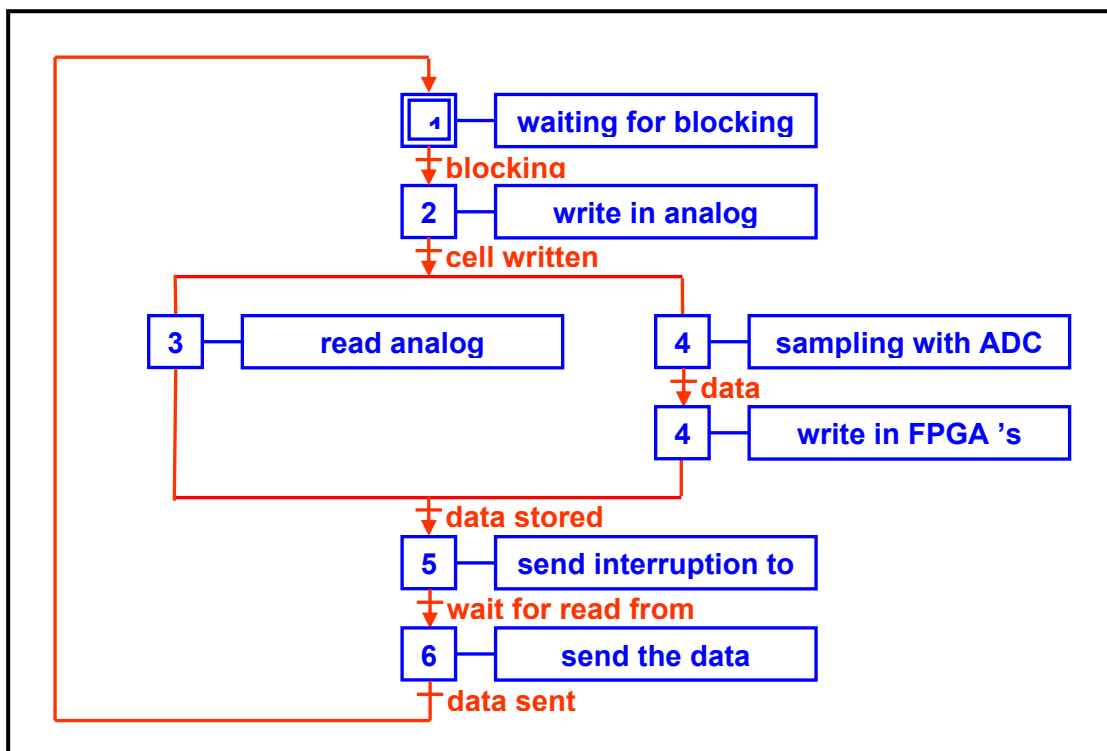 1 waiting for blocking
blocking
2 write in analog
cell written
3 read analog 4 sampling with ADC
data
4 write in FPGA ’s
data stored
5 send interruption to
wait for read from
6 send the data
data sent